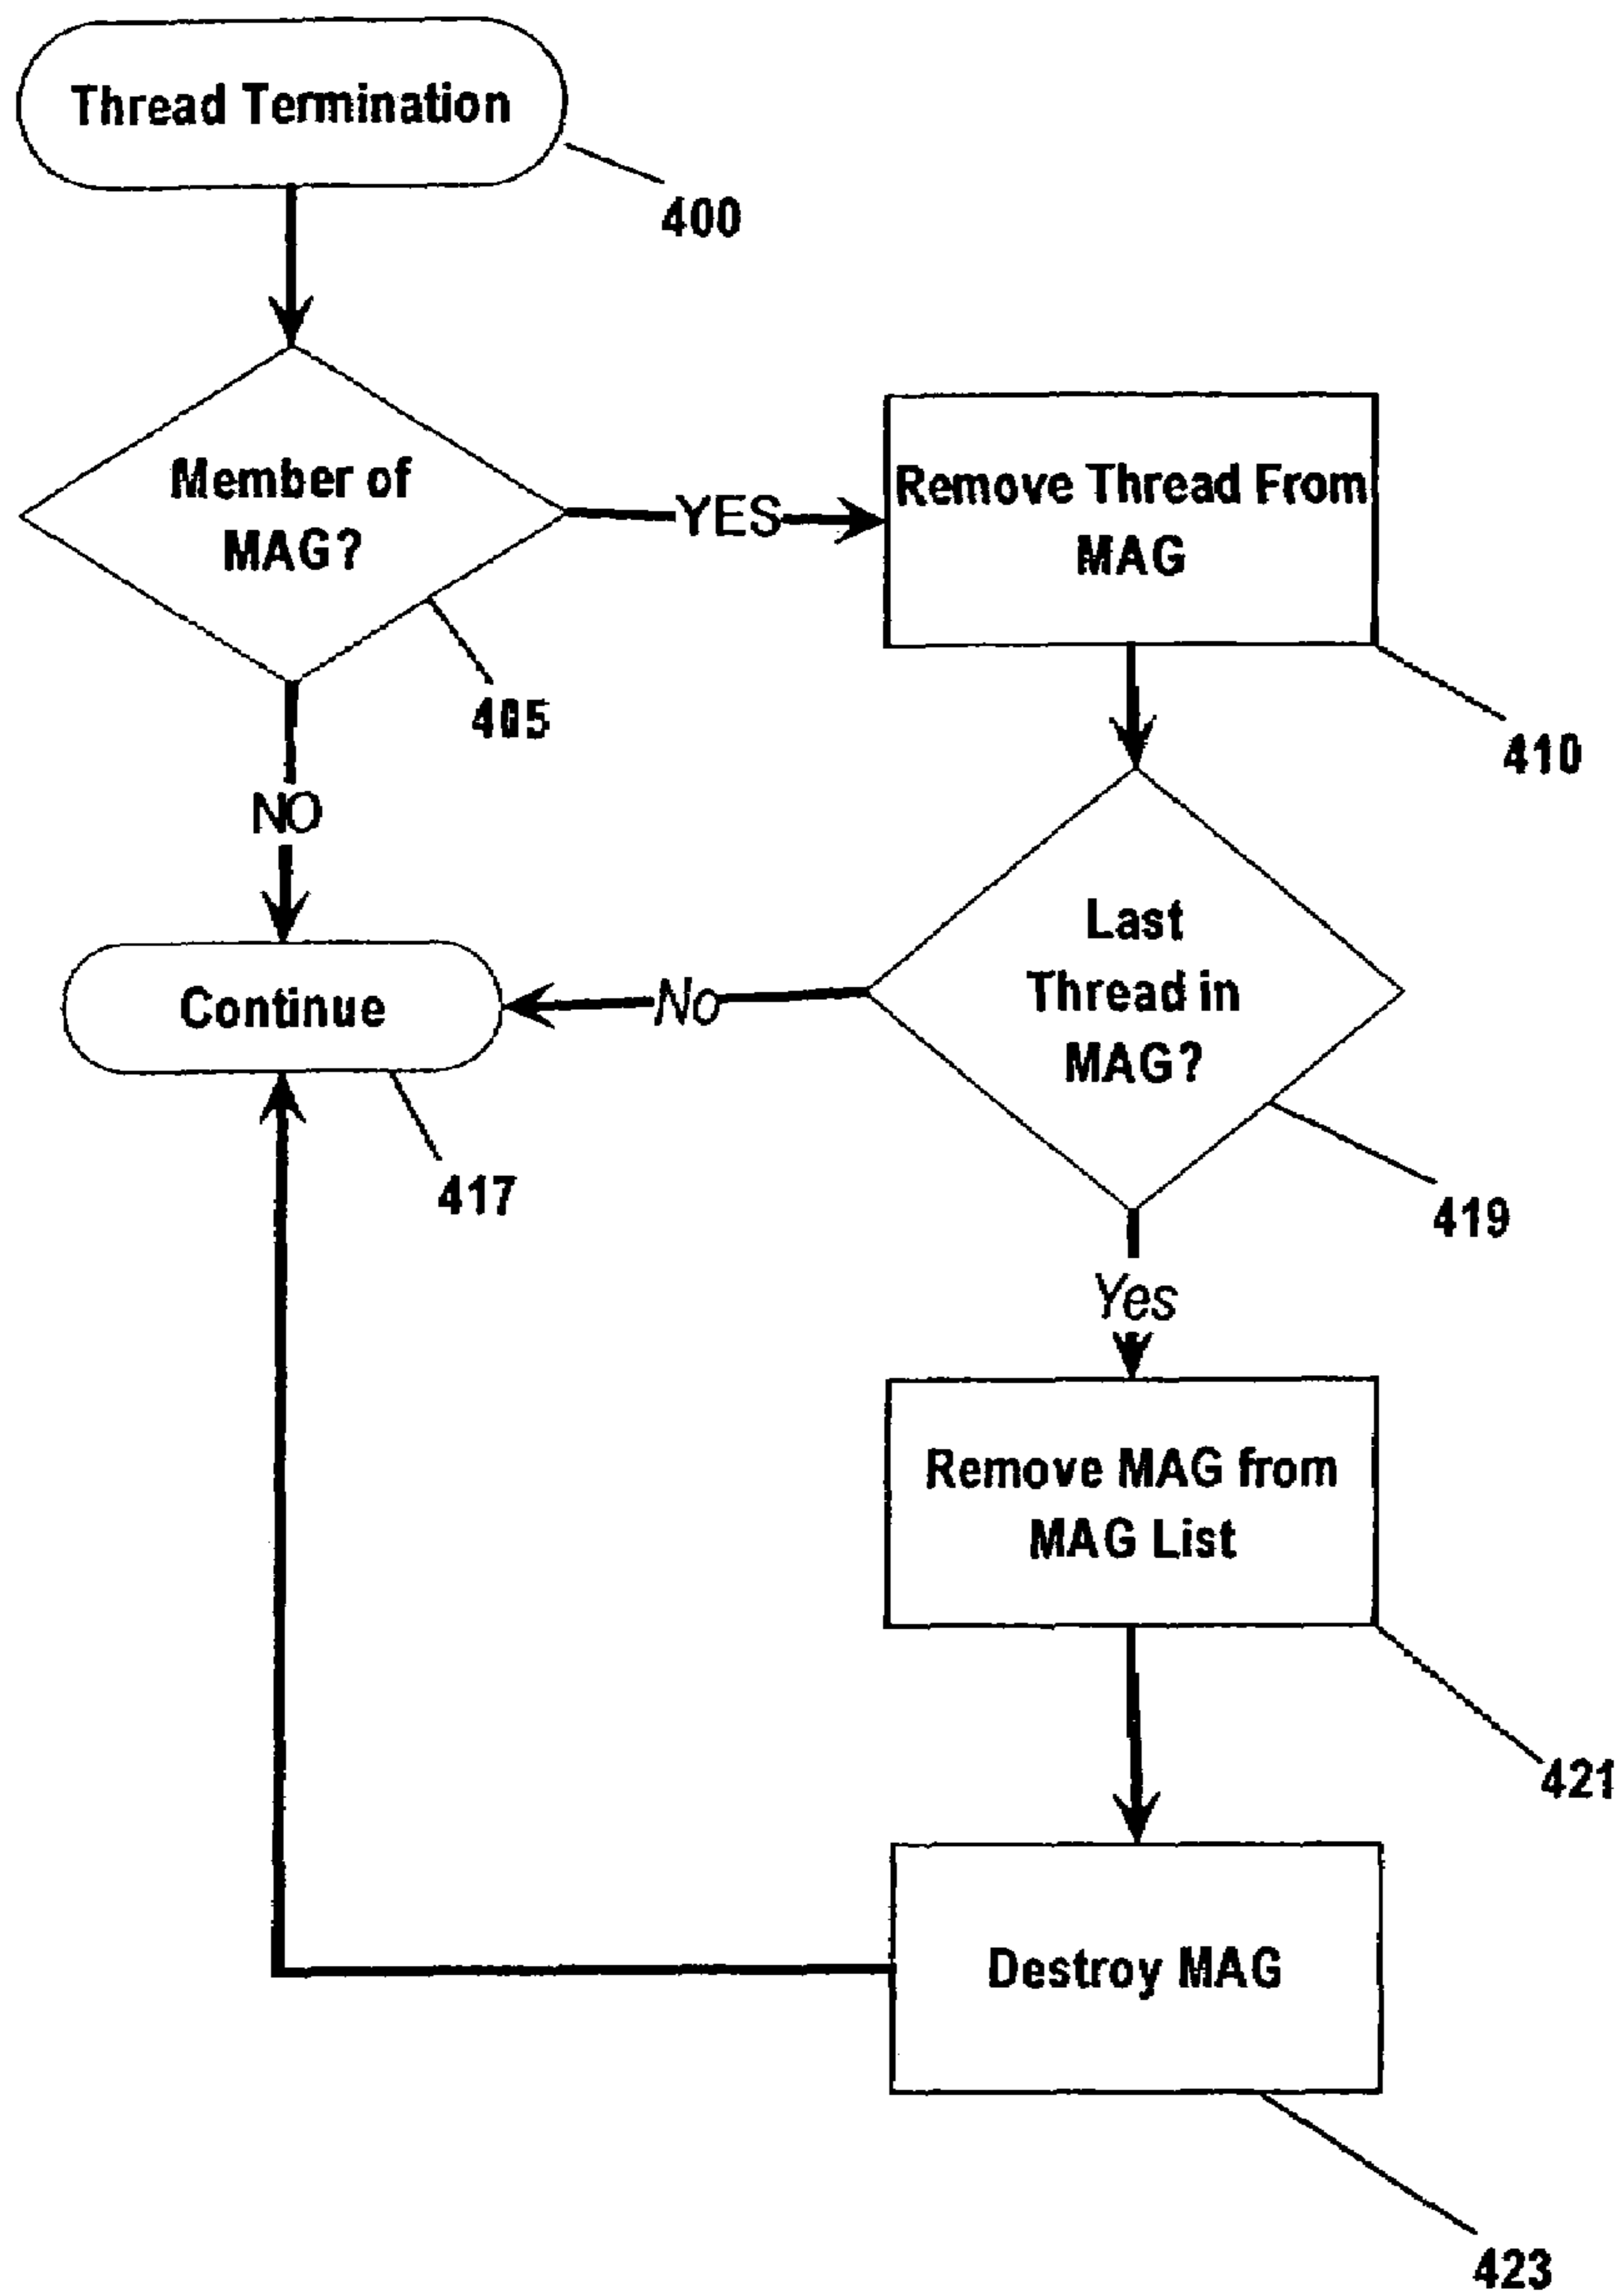 Thread Termination
400
Member of
MAG?
405
YES
Remove Thread From
MAG
410
NO
Continue
417
No
Last
Thread in
MAG?
419
Yes
Remove MAG from
MAG List
421
Destroy MAG
423